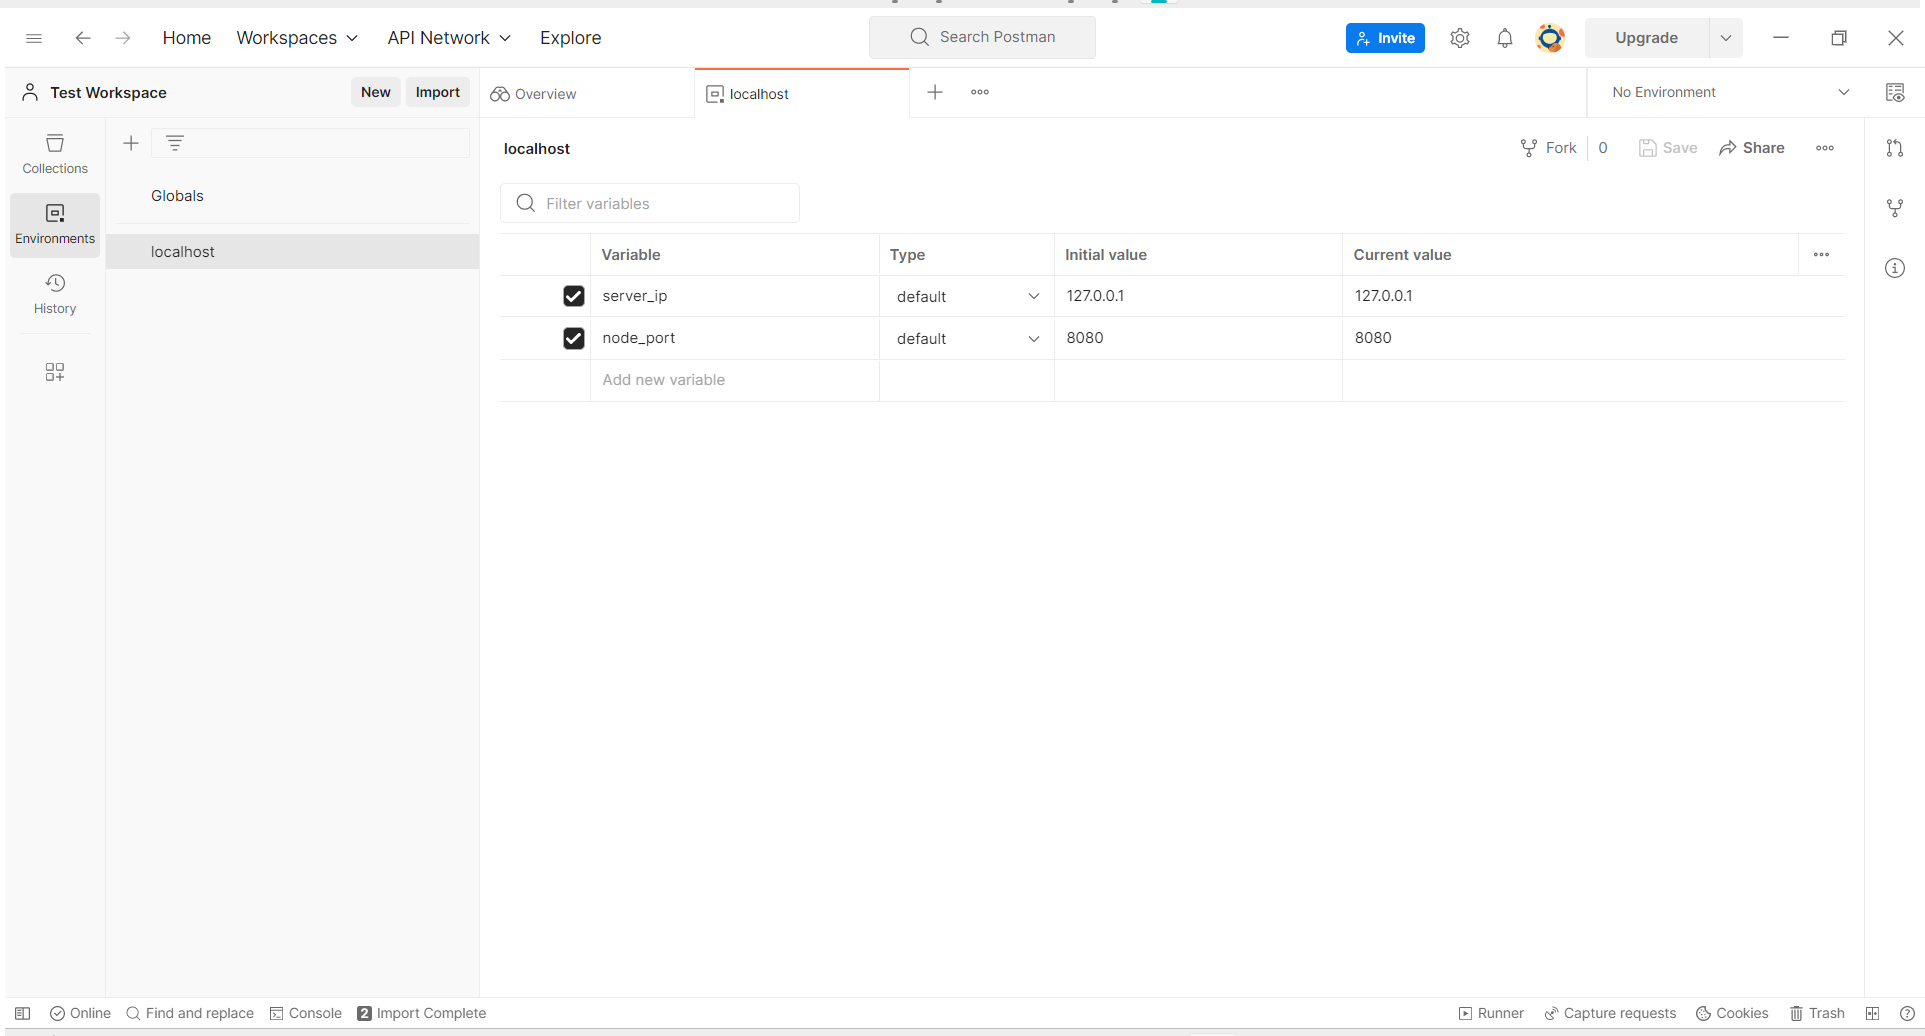 Home Workspaces API Network Explore Search Postman Invite Upgrade
Test Workspace New Import Overview localhost No Environment
Collections
Environments
History
Globals
localhost
localhost Fork 0 Save Share
Filter variables
Variable Type Initial value Current value
server_ip default 127.0.0.1 127.0.0.1
node_port default 8080 8080
Add new variable
Online Find and replace Console 2 Import Complete Runner Capture requests Cookies Trash